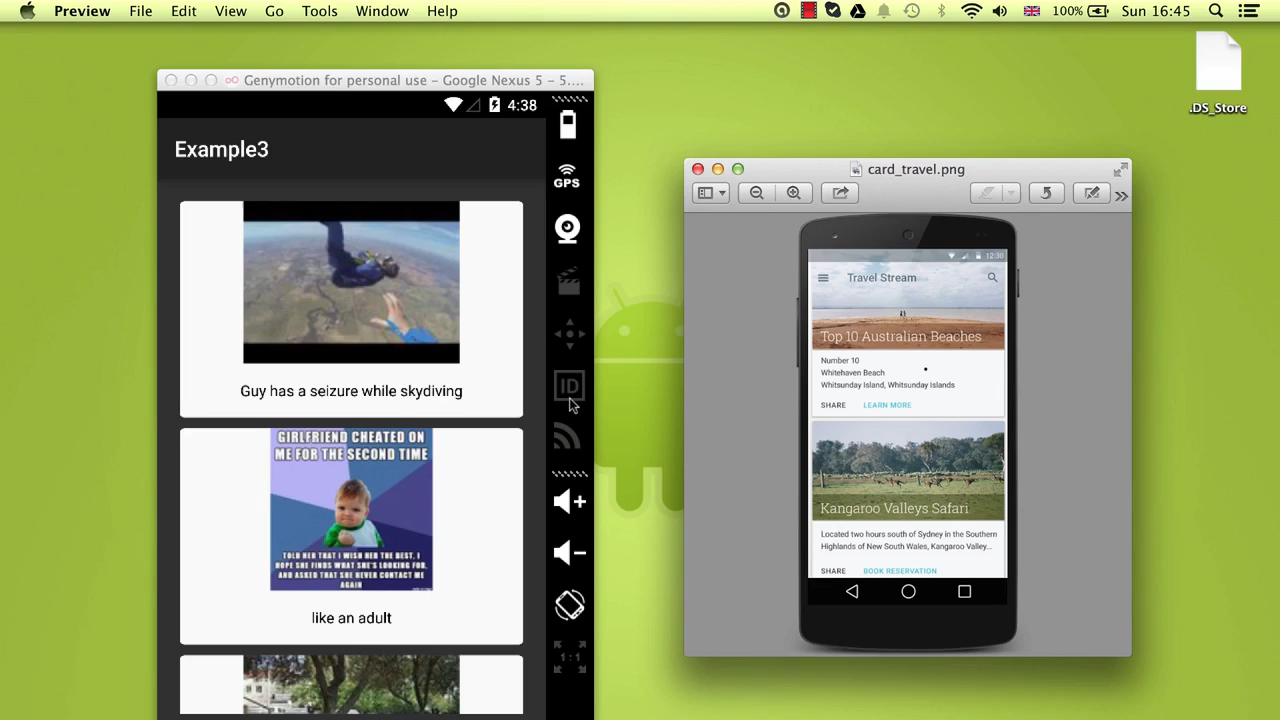 Preview File Edit View Go Tools Window Help 100% Sun 16:45
.DS_Store
Genymotion for personal use – Google Nexus 5 – 5....
4:38
Example3
GPS
Guy has a seizure while skydiving
ID
GIRLFRIEND CHEATED ON
ME FOR THE SECOND TIME
TOLD HER THAT I WISH HER THE BEST, I
HOPE SHE FINDS WHAT SHE'S LOOKING FOR,
AND ASKED THAT SHE NEVER CONTACT ME
AGAIN
like an adult
1:1
card_travel.png
12:30
Travel Stream
Top 10 Australian Beaches
Number 10
Whitehaven Beach
Whitsunday Island, Whitsunday Islands
SHARE LEARN MORE
Kangaroo Valleys Safari
Located two hours south of Sydney in the Southern
Highlands of New South Wales, Kangaroo Valley...
SHARE BOOK RESERVATION